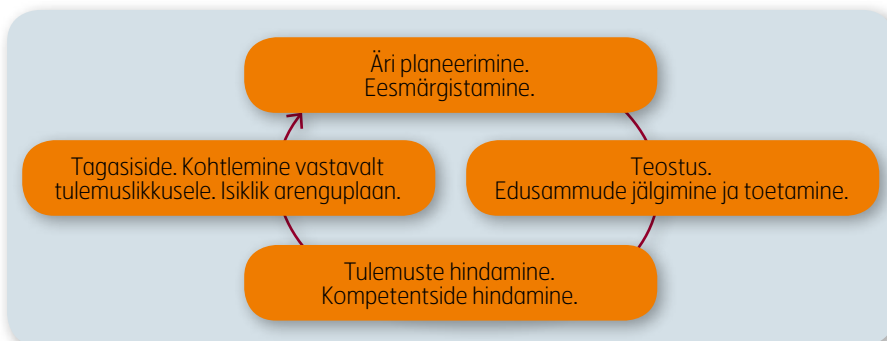 Äri planeerimine.
Eesmärgistamine.
Tagasiside. Kohtlemine vastavalt
tulemuslikkusele. Isiklik arenguplaan.
Teostus.
Edusammude jälgimine ja toetamine.
Tulemuste hindamine.
Kompetentside hindamine.